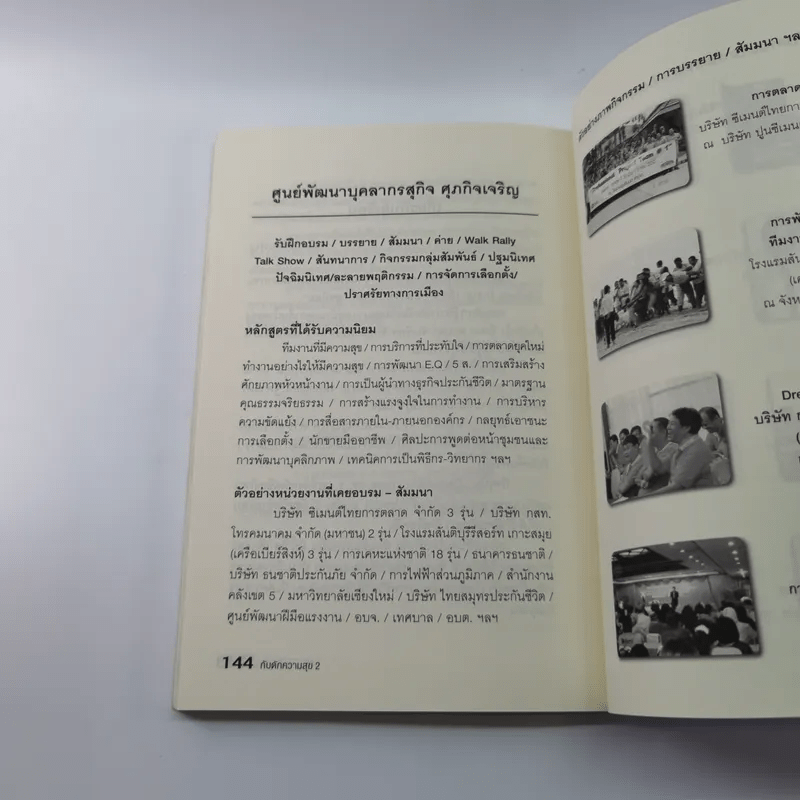 ศูนย์พัฒนาบุคลากรสุกิจ ศุภกิจเจริญ
รับฝึกอบรม / บรรยาย / สัมมนา / ค่าย / Walk Rally
Talk Show / สันทนาการ / กิจกรรมกลุ่มสัมพันธ์ / ปฐมนิเทศ
ปัจฉิมนิเทศ/ละลายพฤติกรรม / การจัดการเลือกตั้ง/
ปราศรัยทางการเมือง
หลักสูตรที่ได้รับความนิยม
ทีมงานที่มีความสุข / การบริการที่ประทับใจ / การตลาดยุคใหม่
ทำงานอย่างไรให้มีความสุข / การพัฒนา E.Q / 5 ส. / การเสริมสร้าง
ศักยภาพหัวหน้างาน / การเป็นผู้นำทางธุรกิจประกันชีวิต / มาตรฐาน
คุณธรรมจริยธรรม / การสร้างแรงจูงใจในการทำงาน / การบริหาร
ความขัดแย้ง / การสื่อสารภายใน-ภายนอกองค์กร / กลยุทธ์เอาชนะ
การเลือกตั้ง / นักขายมืออาชีพ / ศิลปะการพูดต่อหน้าชุมชนและ
การพัฒนาบุคลิกภาพ / เทคนิคการเป็นพิธีกร-วิทยากร ฯลฯ
ตัวอย่างหน่วยงานที่เคยอบรม – สัมมนา
บริษัท ซิเมนต์ไทยการตลาด จำกัด 3 รุ่น / บริษัท กสท.
โทรคมนาคม จำกัด (มหาชน) 2 รุ่น / โรงแรมสันติบุรีรีสอร์ท เกาะสมุย
(เครือเบียร์สิงห์) 3 รุ่น / การเคหะแห่งชาติ 18 รุ่น / ธนาคารธนชาติ /
บริษัท ธนชาติประกันภัย จำกัด / การไฟฟ้าส่วนภูมิภาค / สำนักงาน
คลังเขต 5 / มหาวิทยาลัยเชียงใหม่ / บริษัท ไทยสมุทรประกันชีวิต /
ศูนย์พัฒนาฝีมือแรงงาน / อบจ. / เทศบาล / อบต. ฯลฯ
144 กับดักความสุข 2
ภาพกิจกรรม / การบรรยาย / สัมมนา ฯล
การตลาด
บริษัท ซีเมนต์ไทยกา
ณ บริษัท ปูนซีเมน
การพั
ทีมงาน
โรงแรมสัน
(เค
ณ จังห
Dre
บริษัท ก
(
ก